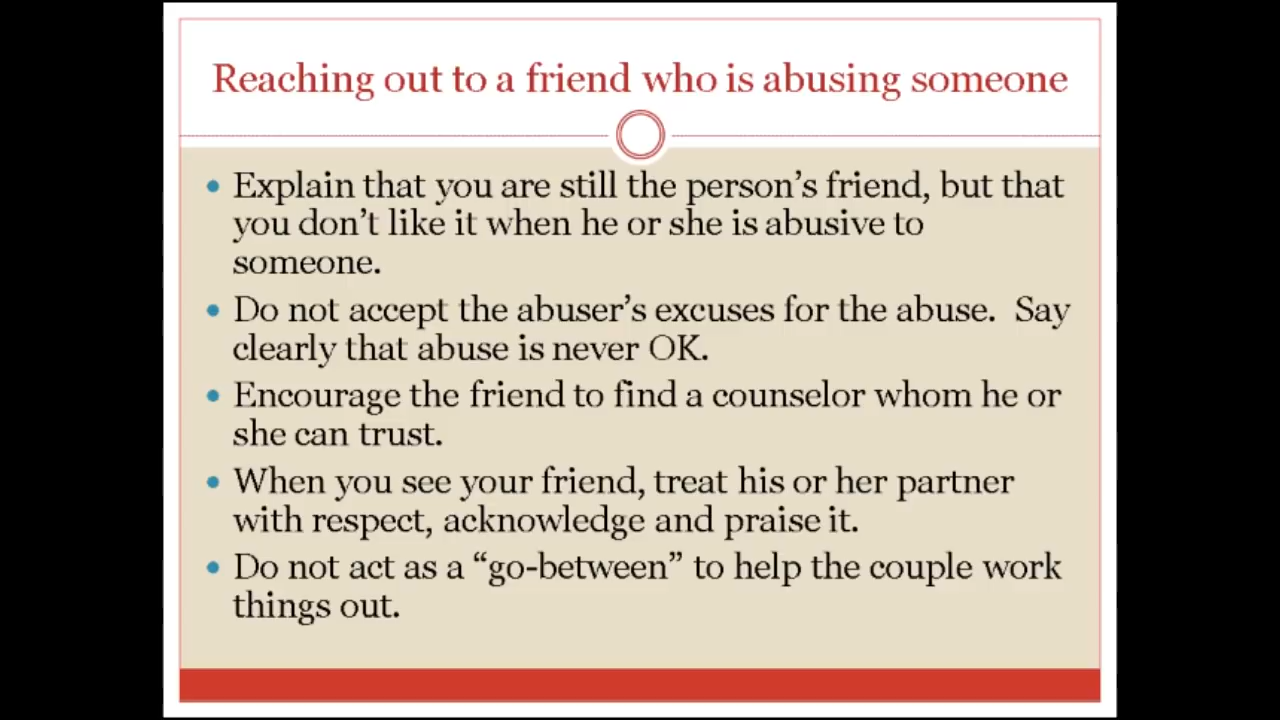 Reaching out to a friend who is abusing someone
• Explain that you are still the person’s friend, but that
you don’t like it when he or she is abusive to
someone.
• Do not accept the abuser’s excuses for the abuse.  Say
clearly that abuse is never OK.
• Encourage the friend to find a counselor whom he or
she can trust.
• When you see your friend, treat his or her partner
with respect, acknowledge and praise it.
• Do not act as a “go-between” to help the couple work
things out.